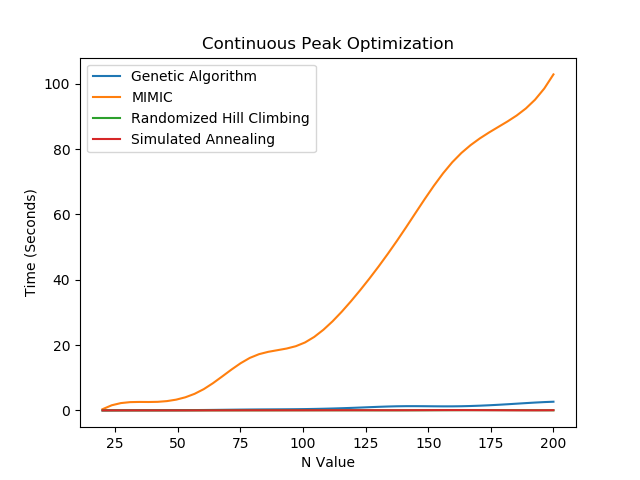 Continuous Peak Optimization
Genetic Algorithm
MIMIC
Randomized Hill Climbing
Simulated Annealing
Time (Seconds)
100
80
60
40
20
0
25 50 75 100 125 150 175 200
N Value